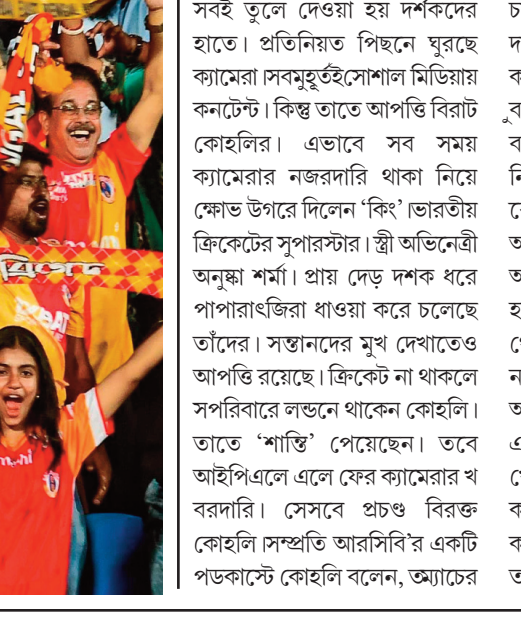 সবই তুলে দেওয়া হয় দর্শকদের
হাতে। প্রতিনিয়ত পিছনে ঘুরছে
ক্যামেরা।সবমুহূর্তইসোশাল মিডিয়ায়
কনটেন্ট। কিন্তু তাতে আপত্তি বিরাট
কোহলির। এভাবে সব সময়
ক্যামেরার নজরদারি থাকা নিয়ে
ক্ষোভ উগরে দিলেন ‘কিং’।ভারতীয়
ক্রিকেটের সুপারস্টার। স্ত্রী অভিনেত্রী
অনুষ্কা শর্মা। প্রায় দেড় দশক ধরে
পাপারাৎজিরা ধাওয়া করে চলেছে
তাঁদের। সন্তানদের মুখ দেখাতেও
আপত্তি রয়েছে। ক্রিকেট না থাকলে
সপরিবারে লন্ডনে থাকেন কোহলি।
তাতে ‘শান্তি’ পেয়েছেন। তবে
আইপিএলে এলে ফের ক্যামেরার খ
বরদারি। সেসবে প্রচণ্ড বিরক্ত
কোহলি।সম্প্রতি আরসিবি’র একটি
পডকাস্টে কোহলি বলেন, ত্ম্যাচের